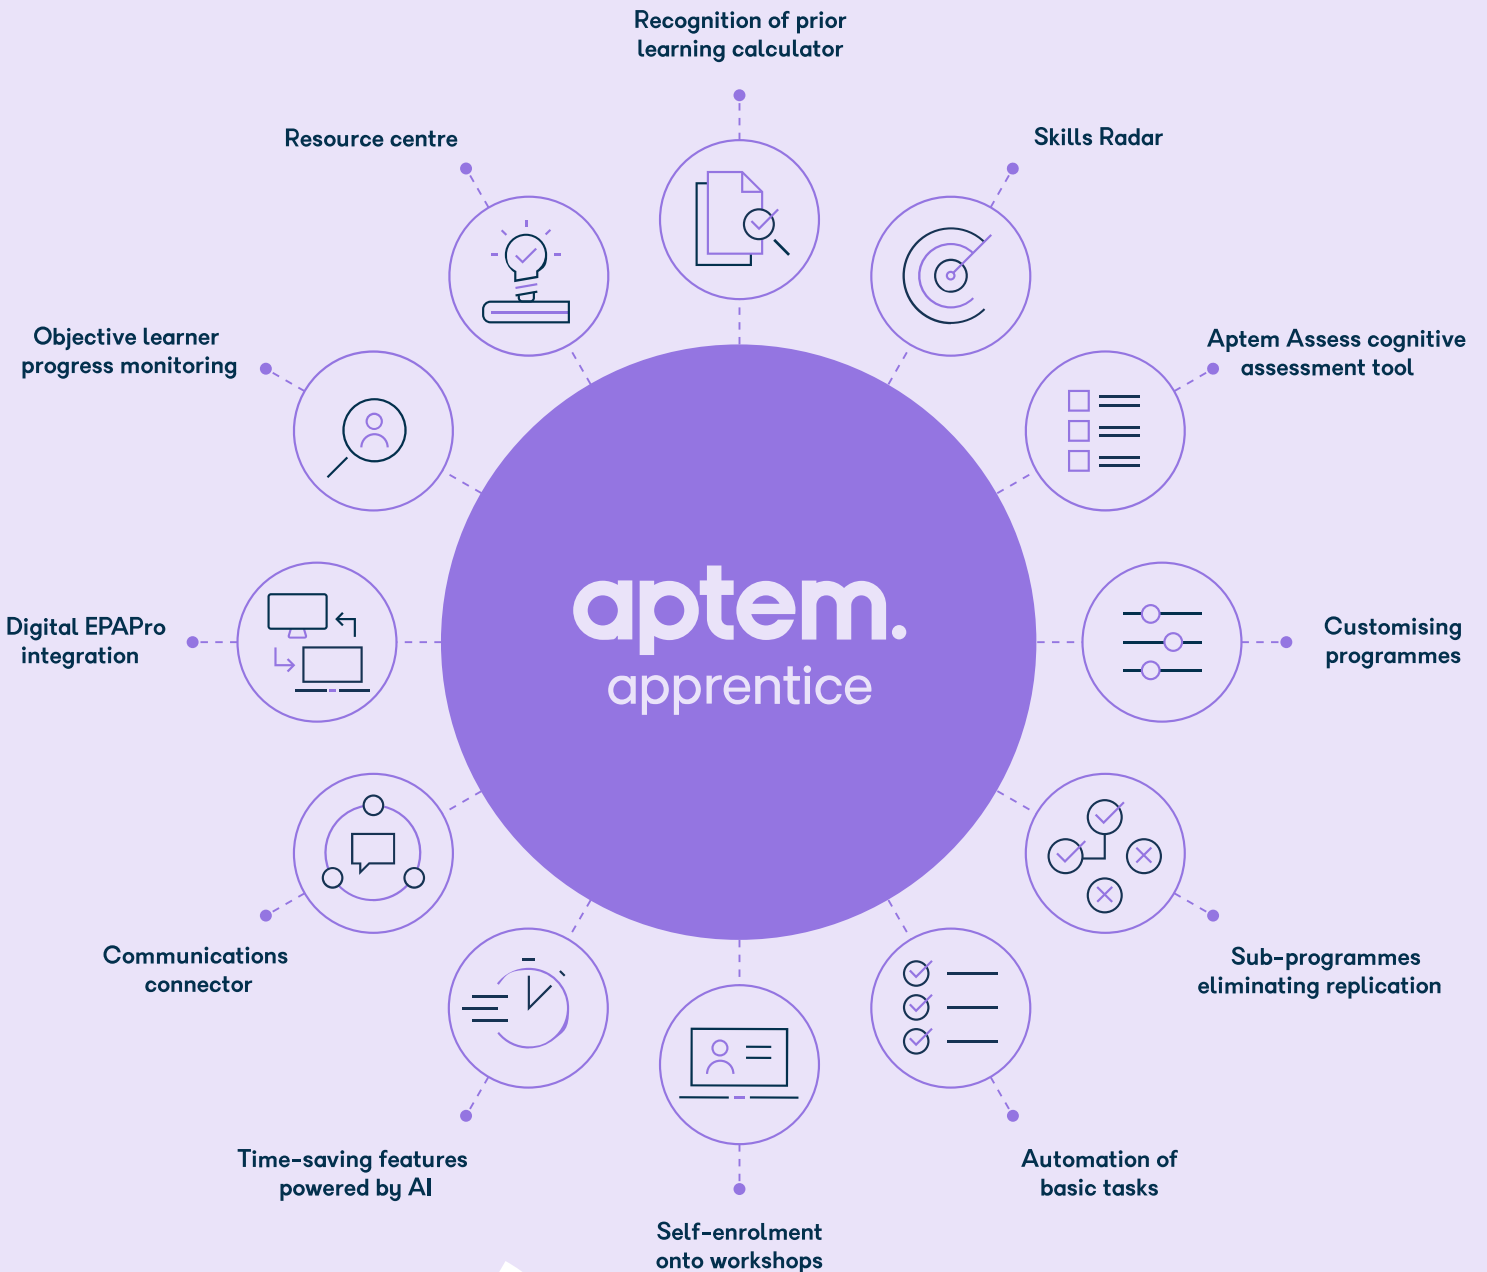 Recognition of prior
learning calculator
Resource centre
Skills Radar
Objective learner
progress monitoring
Aptem Assess cognitive
assessment tool
Digital EPAPro
integration
aptem.
apprentice
Customising
programmes
Communications
connector
Sub-programmes
eliminating replication
Time-saving features
powered by AI
Automation of
basic tasks
Self-enrolment
onto workshops